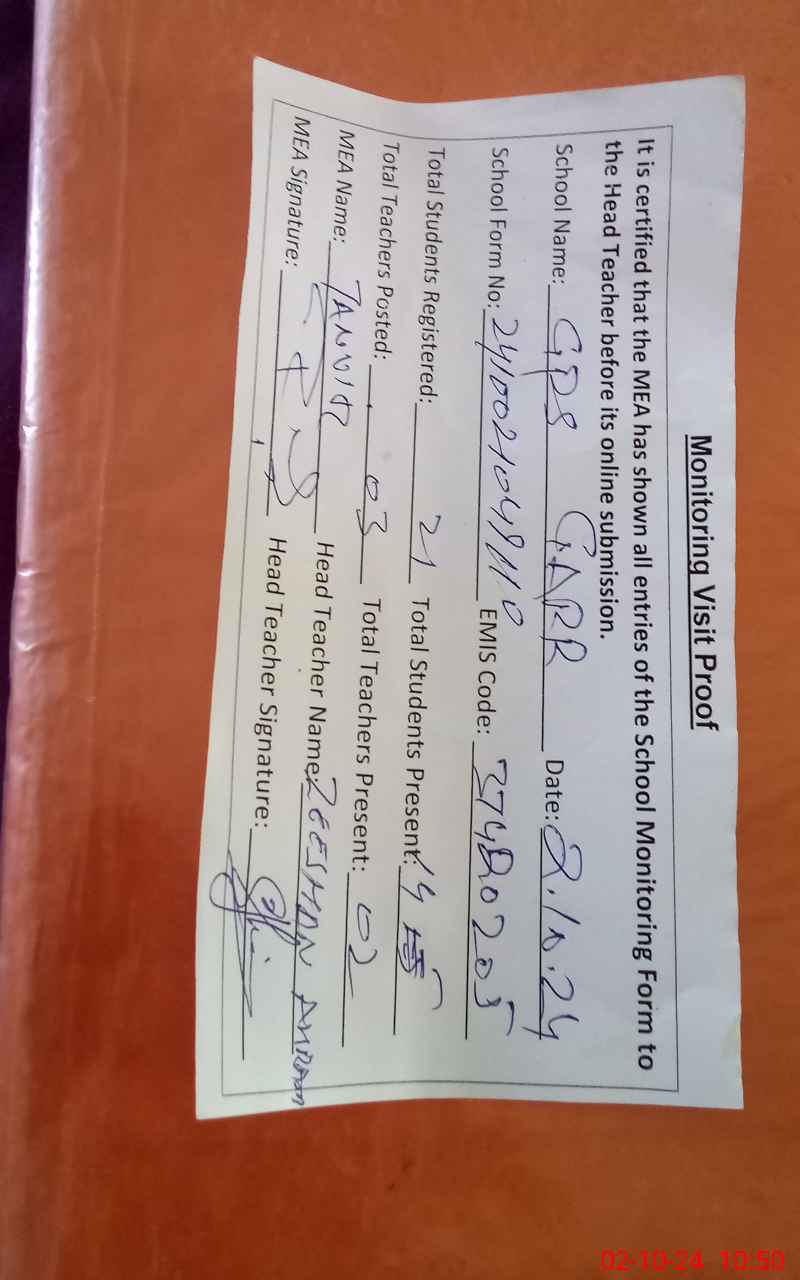 Monitoring Visit Proof
It is certified that the MEA has shown all entries of the School Monitoring Form to
the Head Teacher before its online submission.
School Name: GPS GARR Date: 2.10.24
School Form No: EMIS Code:
Total Students Registered: 21 Total Students Present:
Total Teachers Posted: 03 Total Teachers Present: 02
MEA Name: TANVIR Head Teacher Name: ZEESHAN
MEA Signature: Head Teacher Signature:
02-10-24 10:50